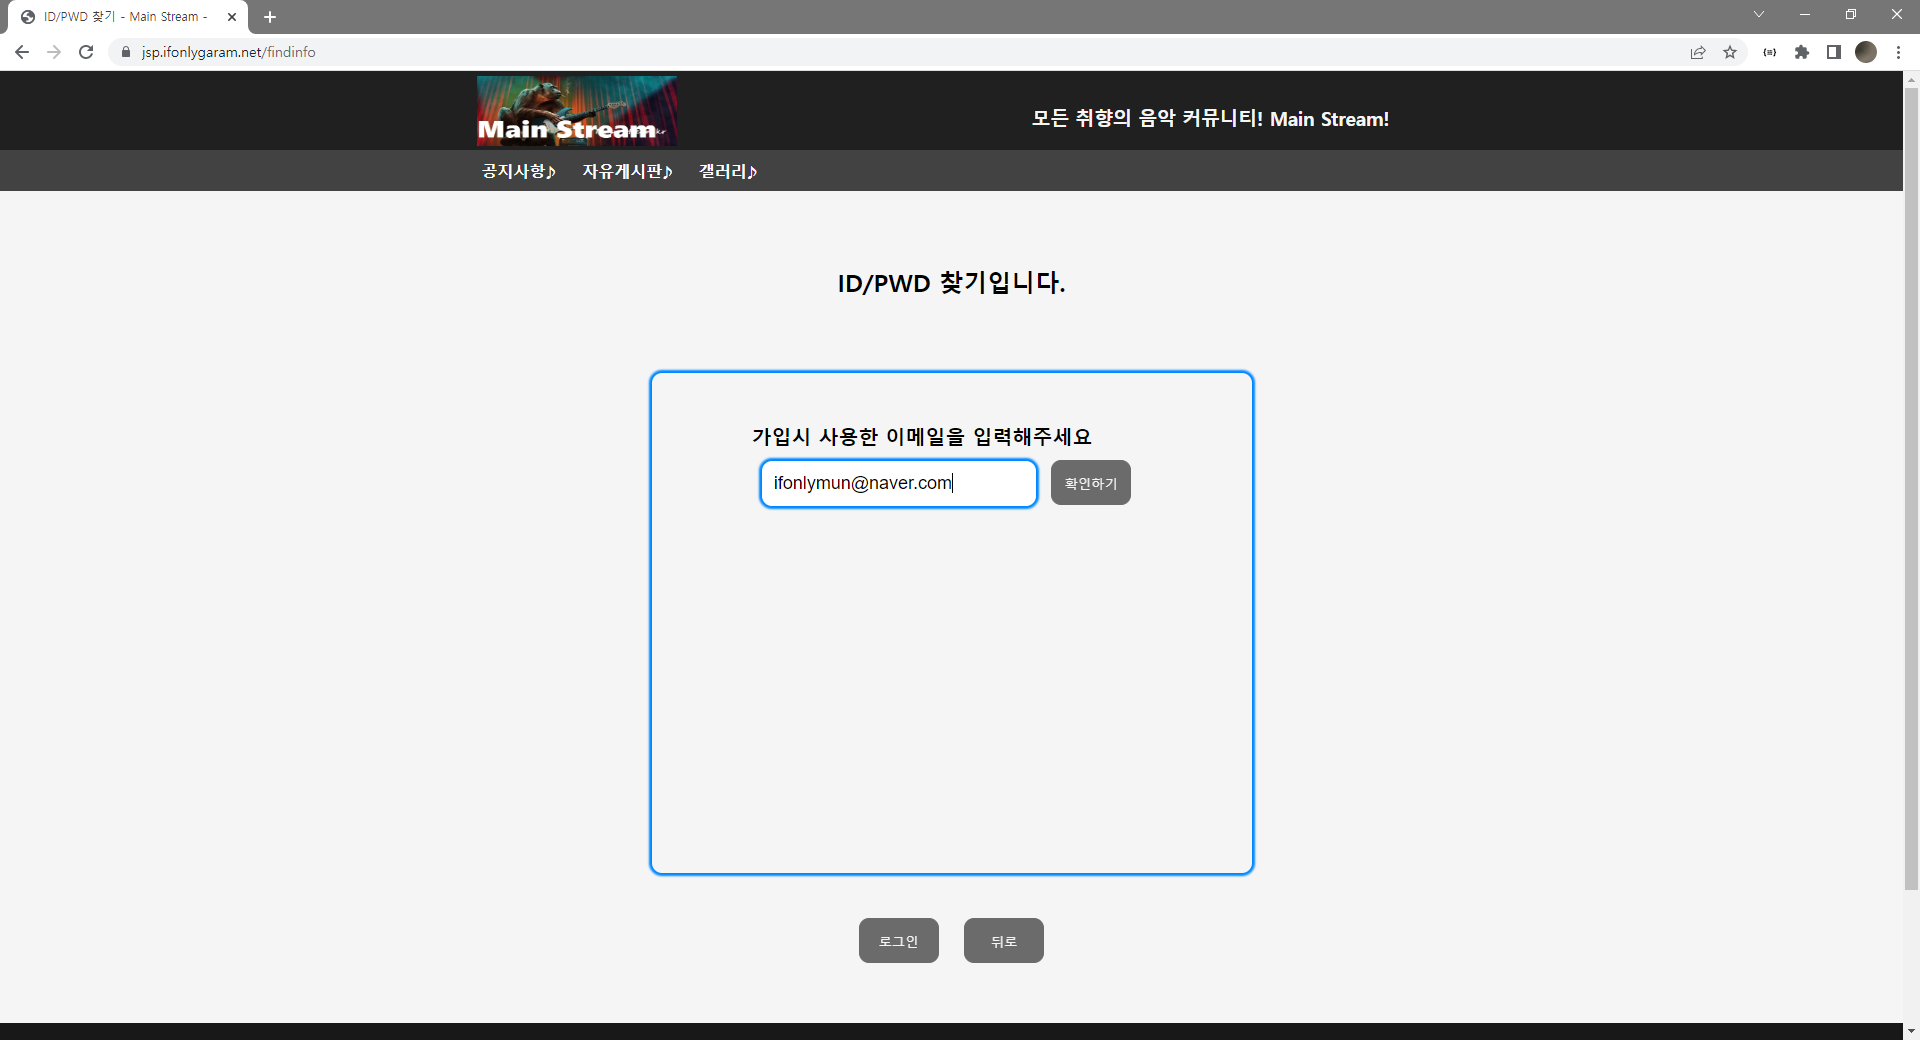 ID/PWD 찾기 - Main Stream -
jsp.ifonlygaram.net/findinfo
Main Stream
모든 취향의 음악 커뮤니티! Main Stream!
공지사항♪ 자유게시판♪ 갤러리♪
ID/PWD 찾기입니다.
가입시 사용한 이메일을 입력해주세요
ifonlymun@naver.com 확인하기
로그인 뒤로